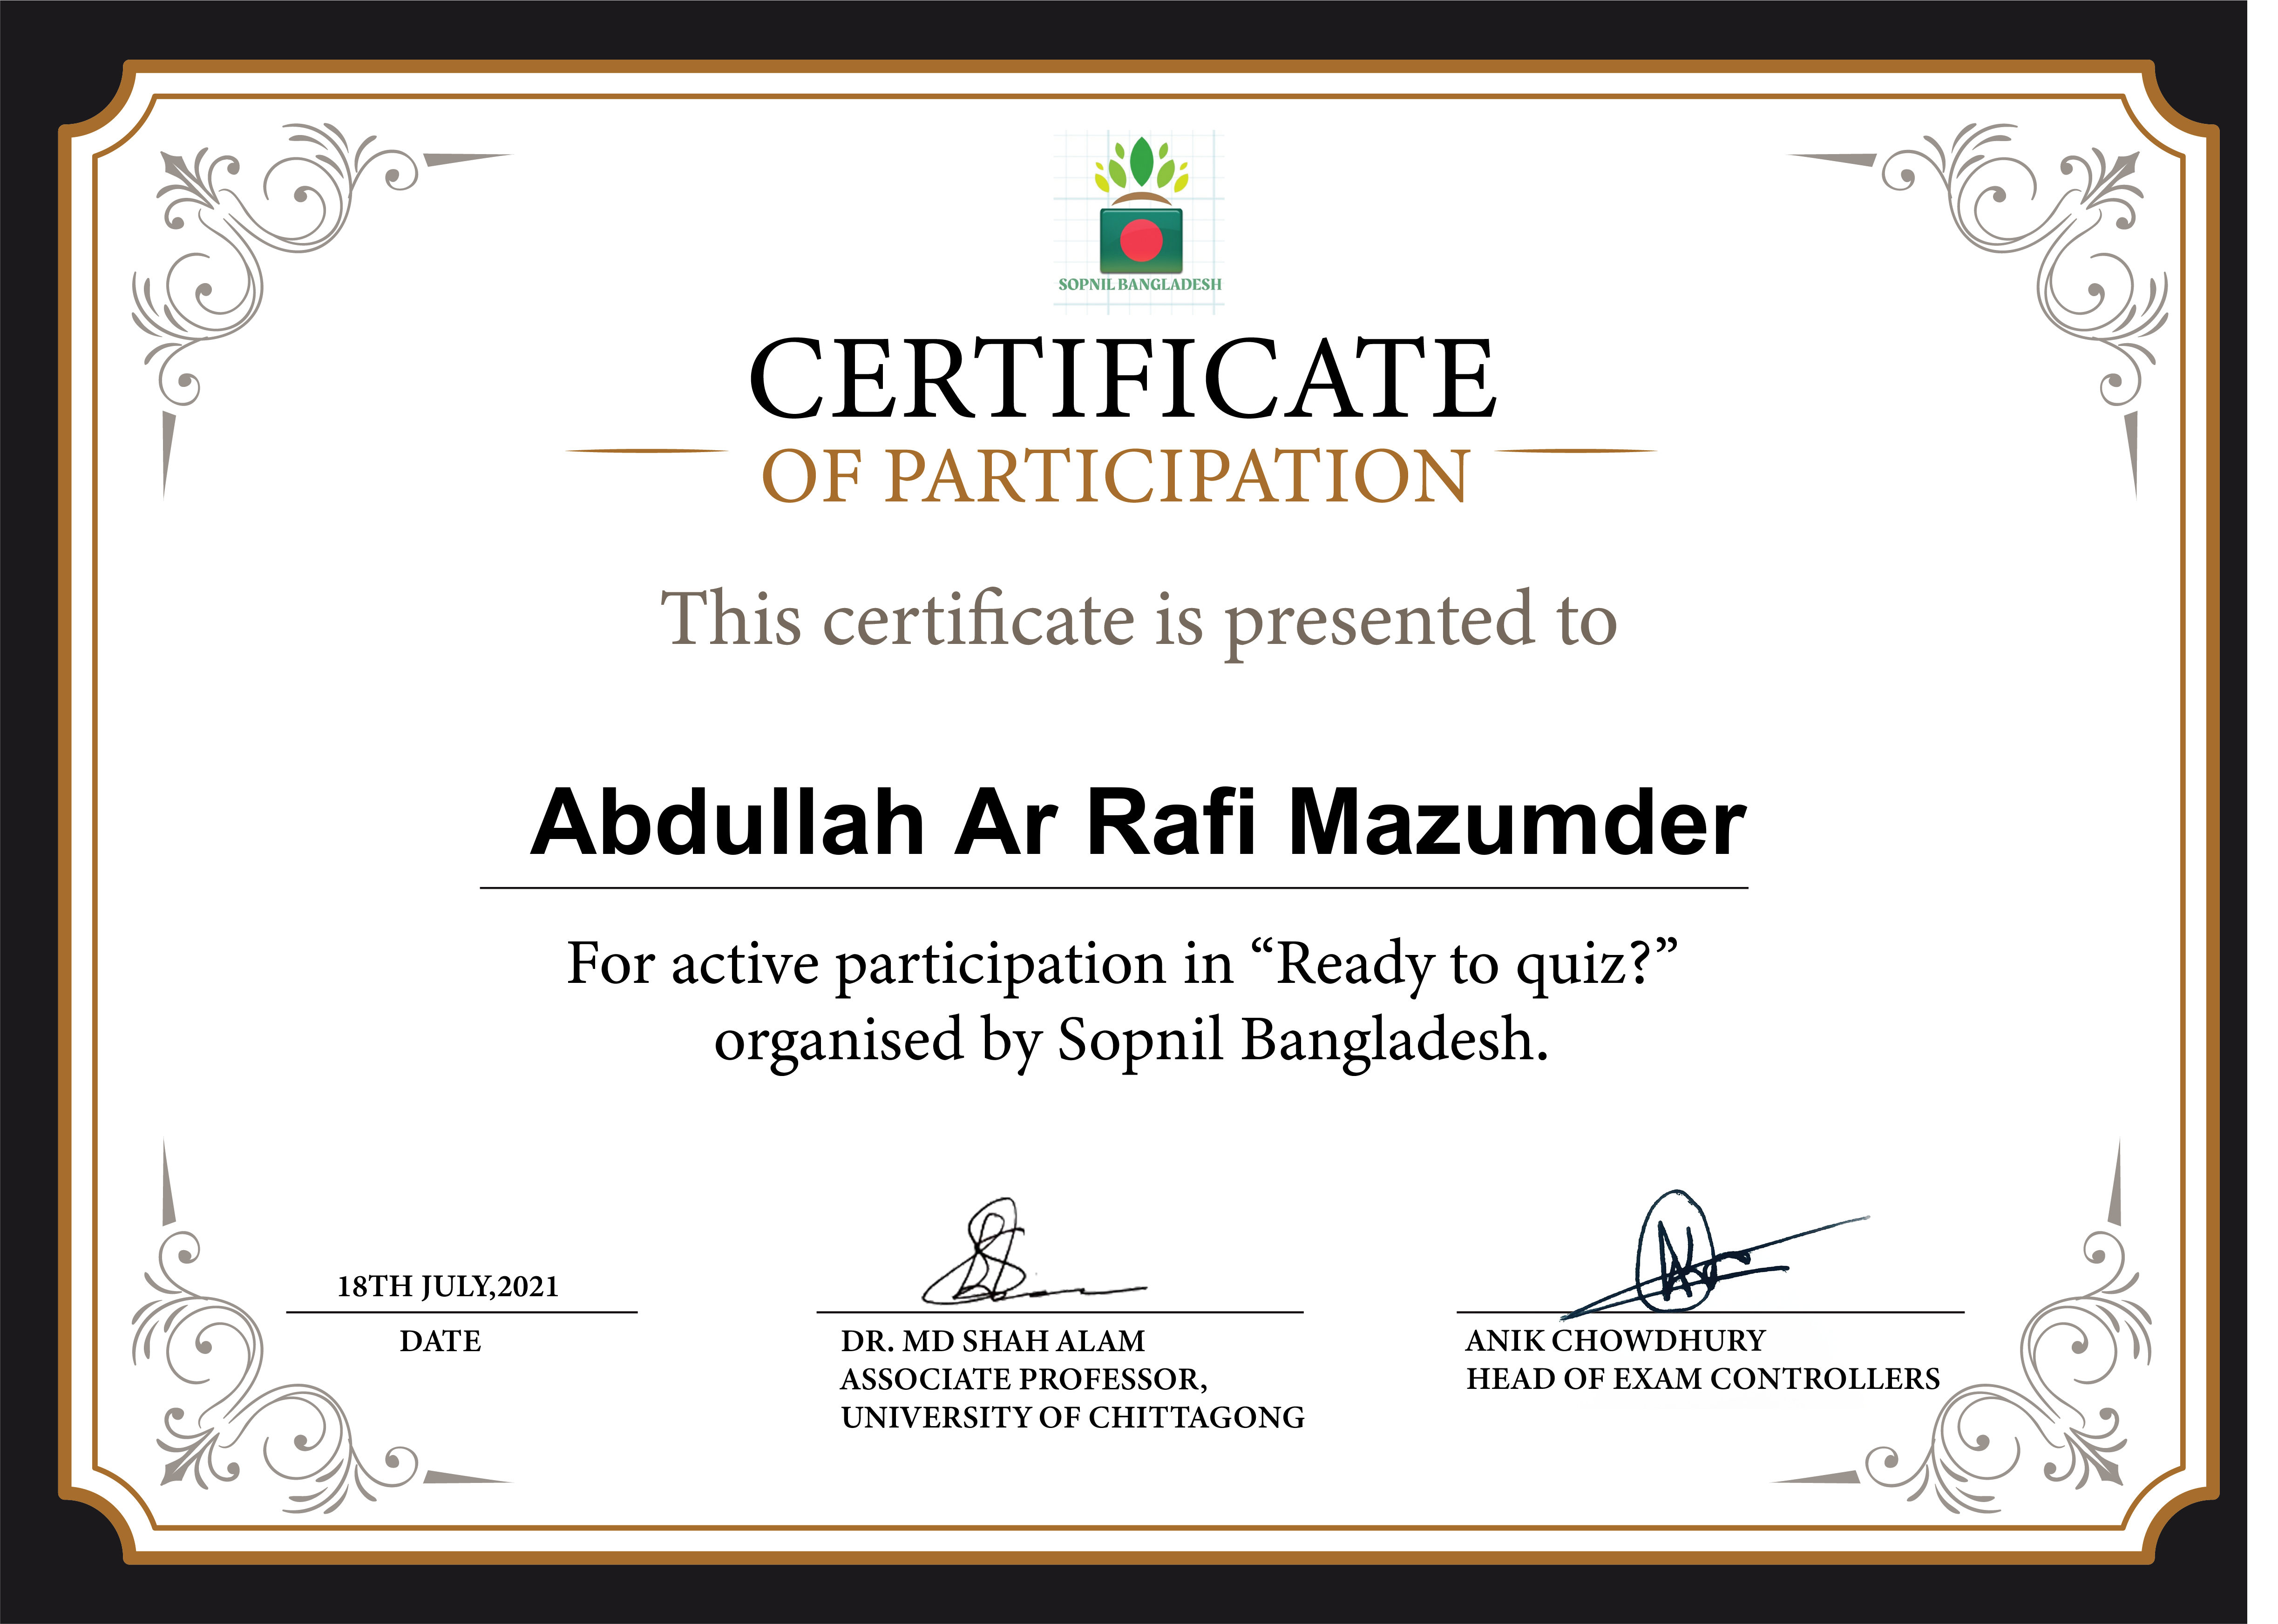 SOPNIL BANGLADESH
CERTIFICATE
OF PARTICIPATION
This certificate is presented to
Abdullah Ar Rafi Mazumder
For active participation in “Ready to quiz?”
organised by Sopnil Bangladesh.
18TH JULY,2021
DATE
DR. MD SHAH ALAM
ASSOCIATE PROFESSOR,
UNIVERSITY OF CHITTAGONG
ANIK CHOWDHURY
HEAD OF EXAM CONTROLLERS